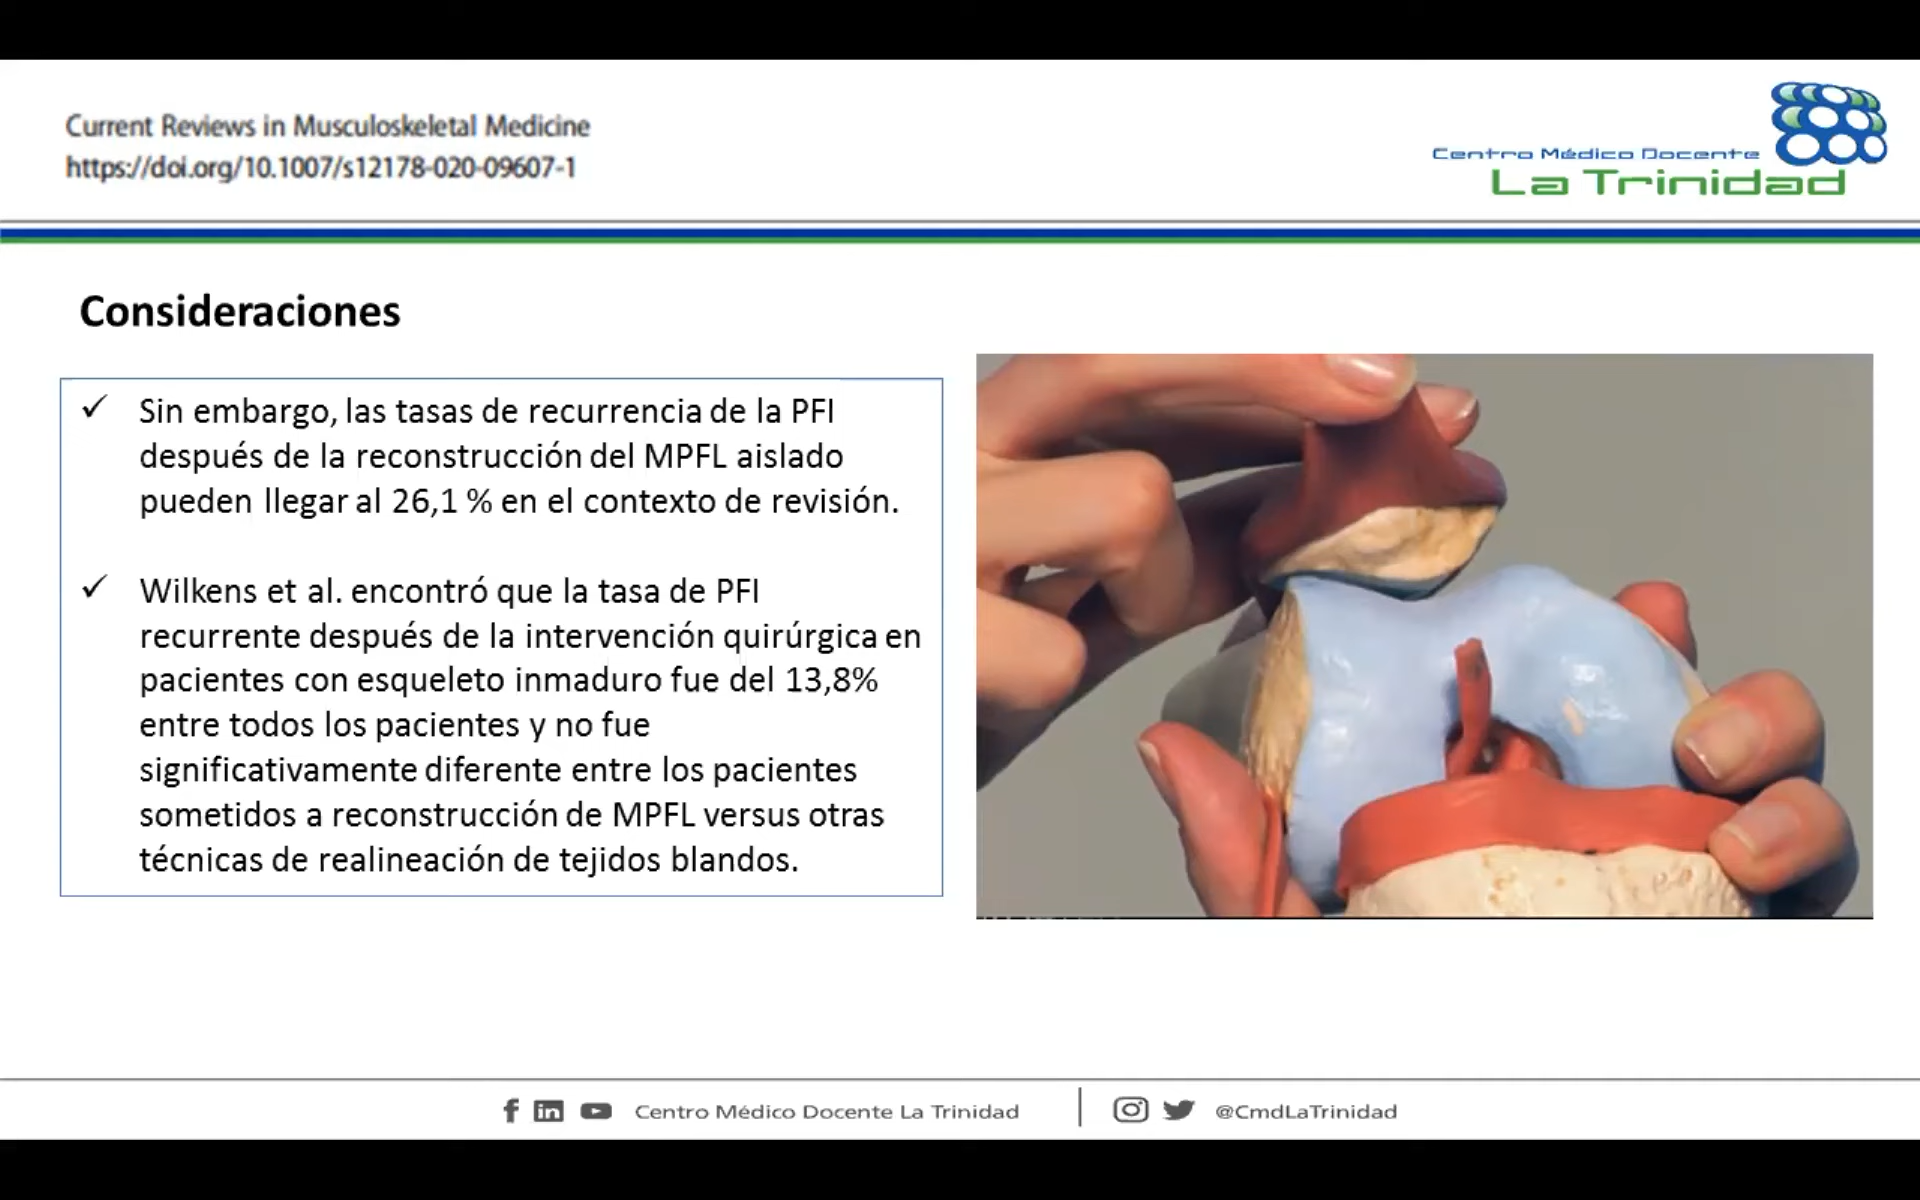 Current Reviews in Musculoskeletal Medicine
https://doi.org/10.1007/s12178-020-09607-1
Centro Médico Docente
La Trinidad
Consideraciones
✓ Sin embargo, las tasas de recurrencia de la PFI
después de la reconstrucción del MPFL aislado
pueden llegar al 26,1 % en el contexto de revisión.
✓ Wilkens et al. encontró que la tasa de PFI
recurrente después de la intervención quirúrgica en
pacientes con esqueleto inmaduro fue del 13,8%
entre todos los pacientes y no fue
significativamente diferente entre los pacientes
sometidos a reconstrucción de MPFL versus otras
técnicas de realineación de tejidos blandos.
Centro Médico Docente La Trinidad
@CmdLaTrinidad